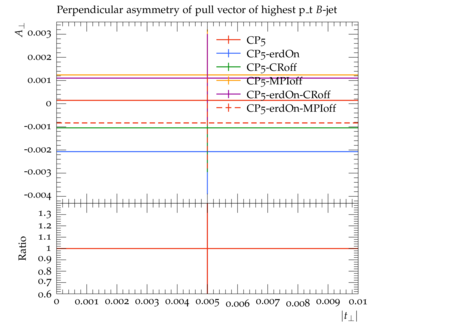 Perpendicular asymmetry of pull vector of highest p_t B-jet
A⊥
0.003
0.002
0.001
0
-0.001
-0.002
-0.003
-0.004
CP5
CP5-erdOn
CP5-CRoff
CP5-MPIoff
CP5-erdOn-CRoff
CP5-erdOn-MPIoff
Ratio
1.3
1.2
1.1
1
0.9
0.8
0.7
0.6
0 0.001 0.002 0.003 0.004 0.005 0.006 0.007 0.008 0.009 0.01
|t⊥|